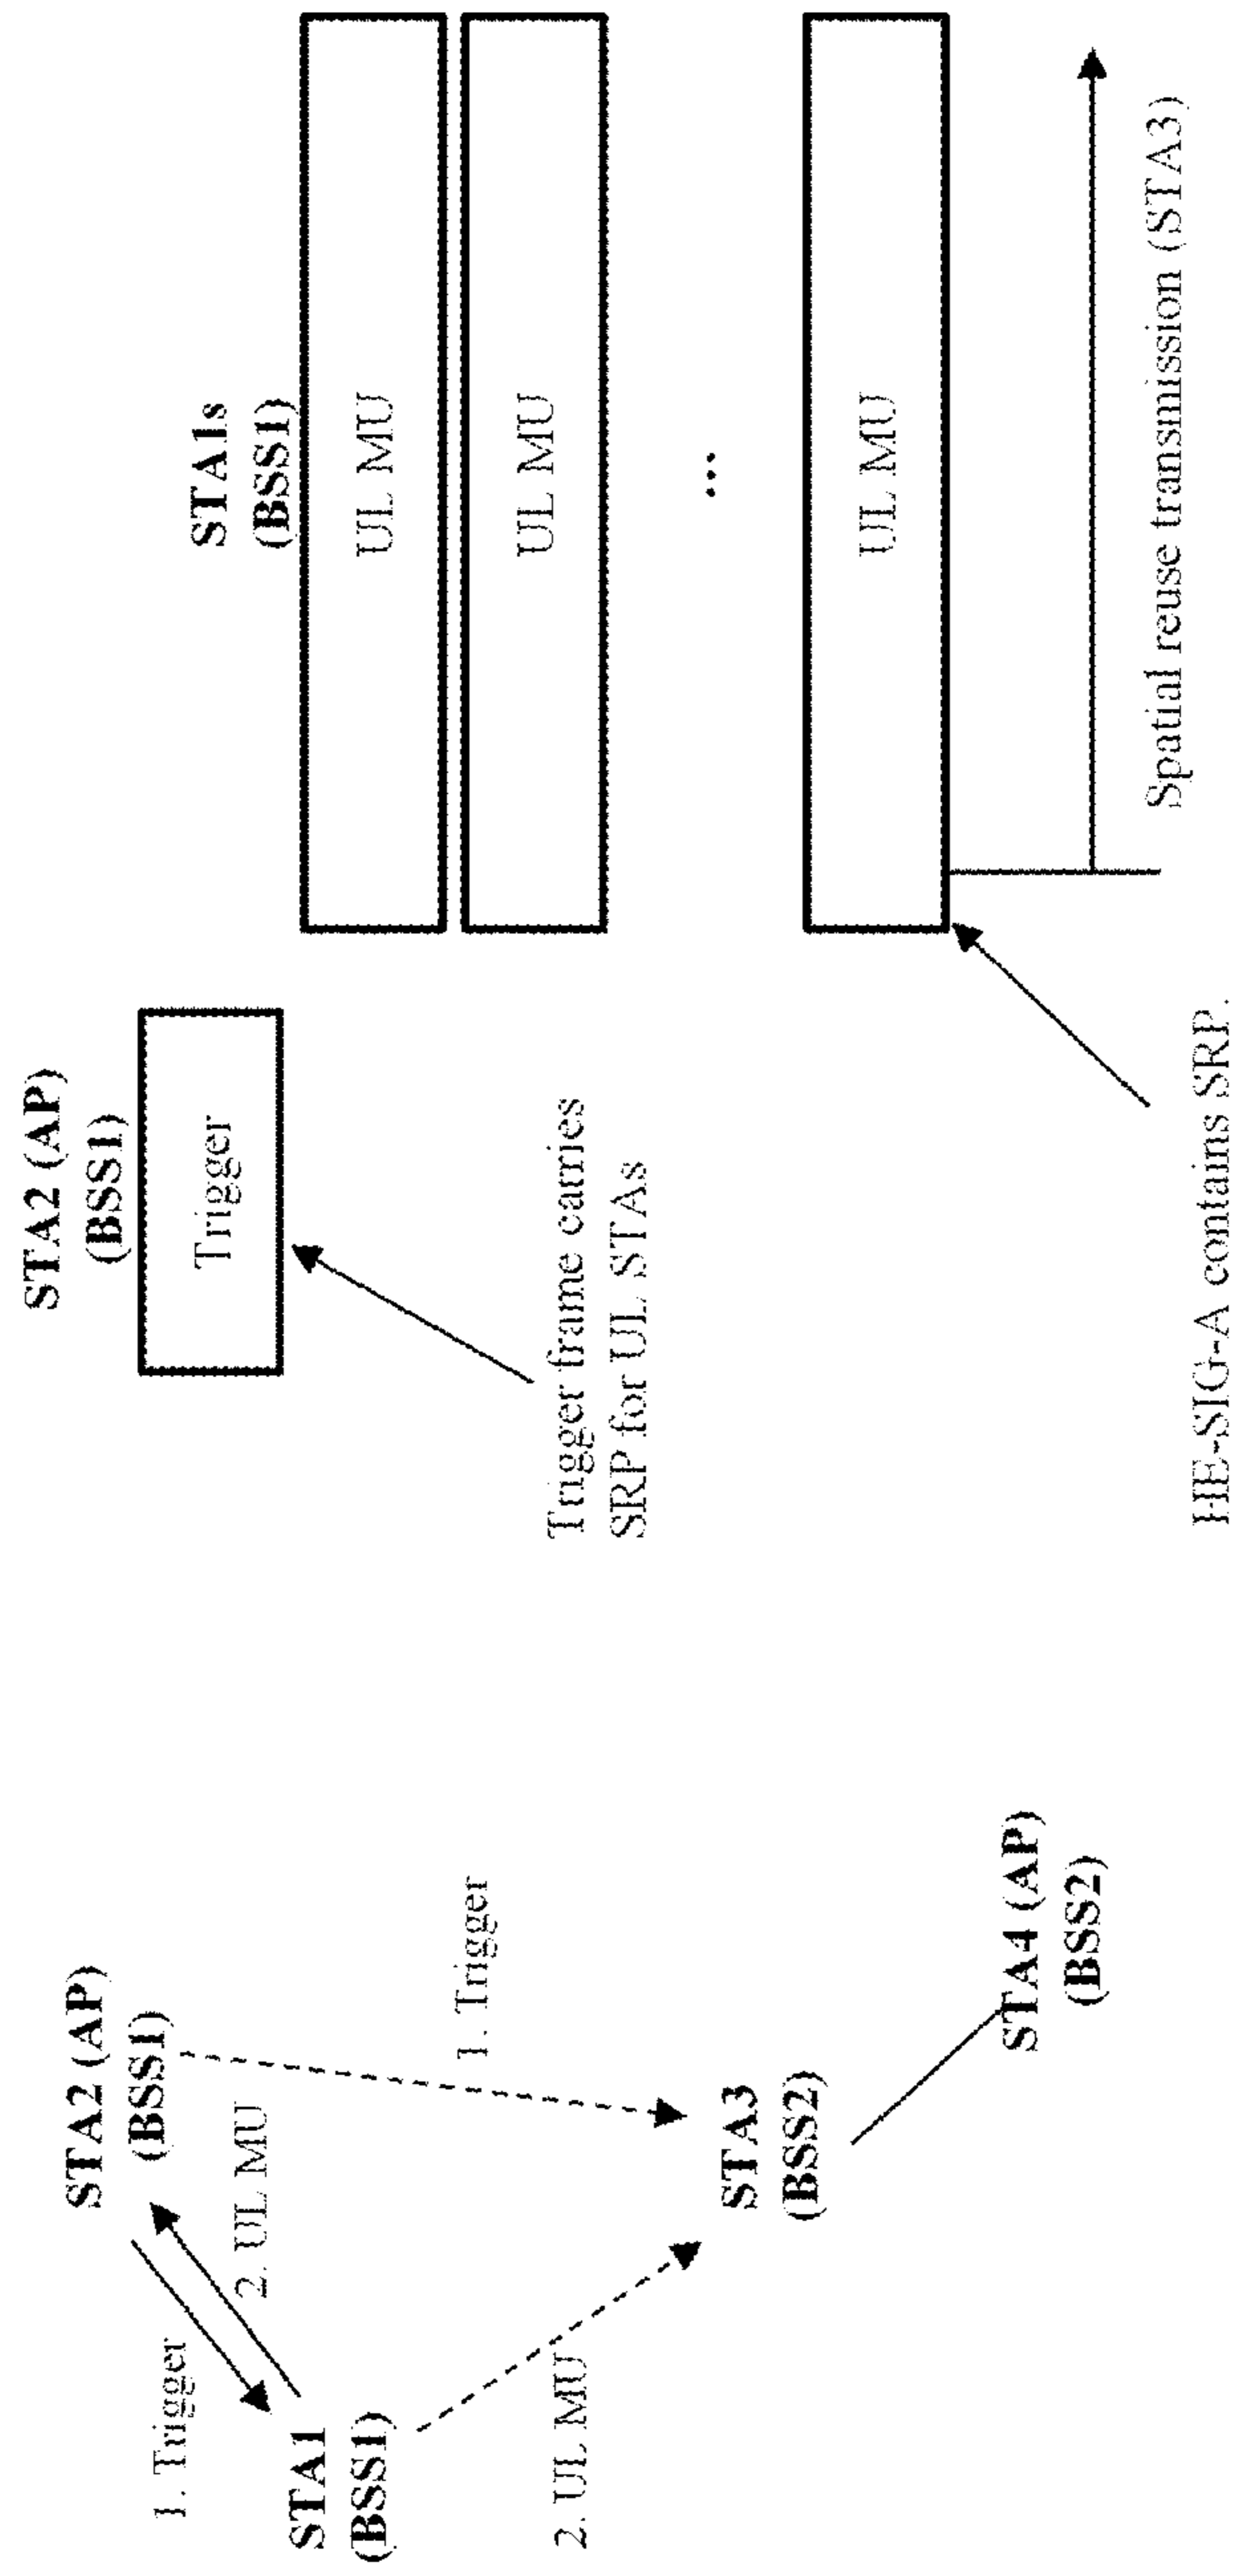 STA2 (AP)
(BSS1)
1. Trigger
2. UL MU
STA1
(BSS1)
1. Trigger
2. UL MU
STA3
(BSS2)
STA4 (AP)
(BSS2)
STA2 (AP)
(BSS1)
Trigger
Trigger frame carries
SRP for UL STAs
STA1s
(BSS1)
UL MU
UL MU
...
UL MU
HE-SIG-A contains SRP.
Spatial reuse transmission (STA3)